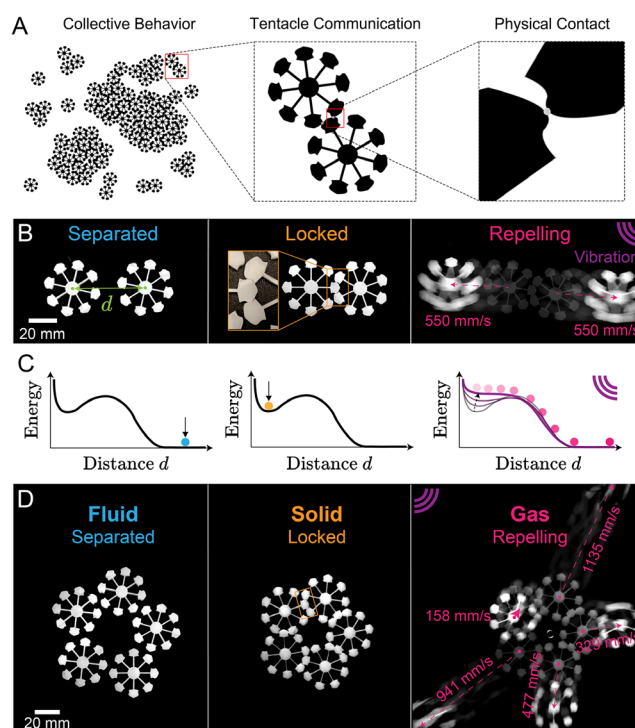 A
Collective Behavior
Tentacle Communication
Physical Contact
B
Separated
d
20 mm
Locked
Repelling
Vibration
550 mm/s
550 mm/s
C
Energy
Distance d
Energy
Distance d
Energy
Distance d
D
Fluid
Separated
20 mm
Solid
Locked
Gas
Repelling
1135 mm/s
158 mm/s
329 mm/s
941 mm/s
477 mm/s